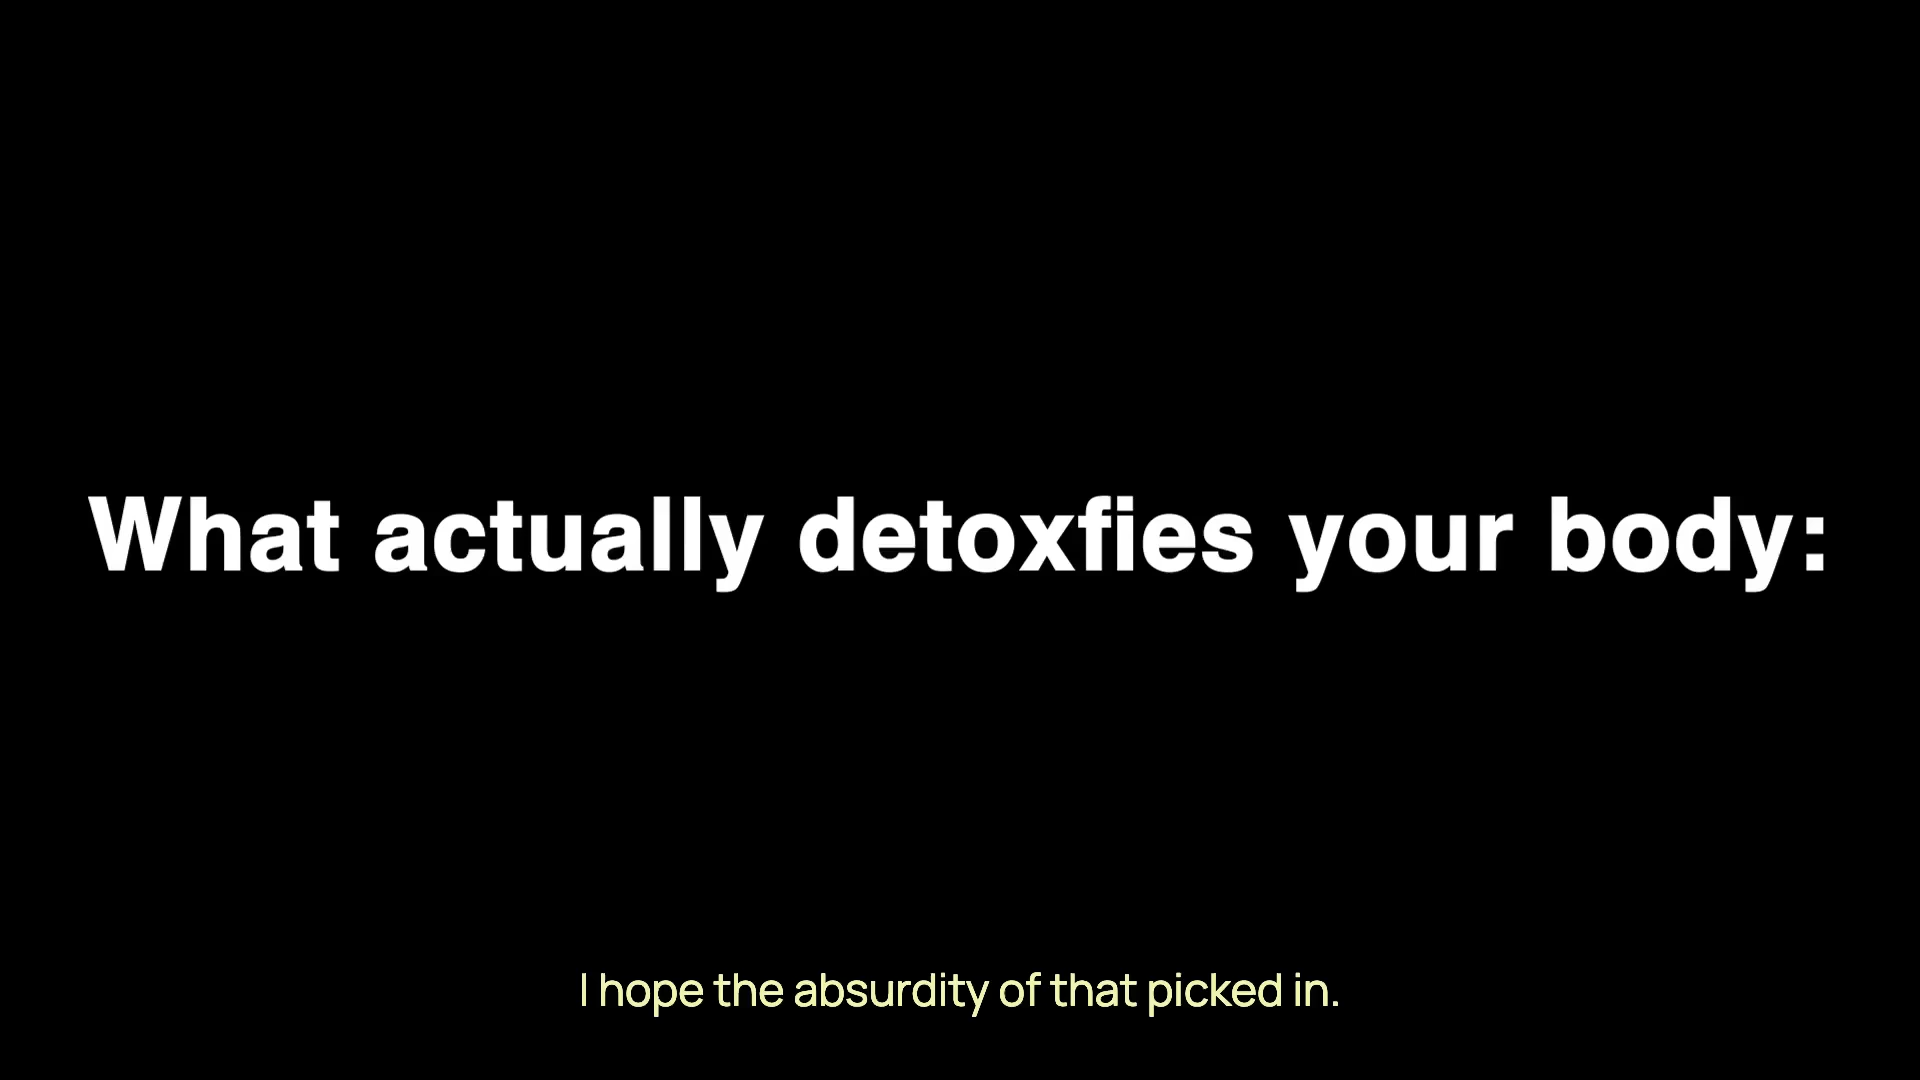 What actually detoxfies your body:
I hope the absurdity of that picked in.